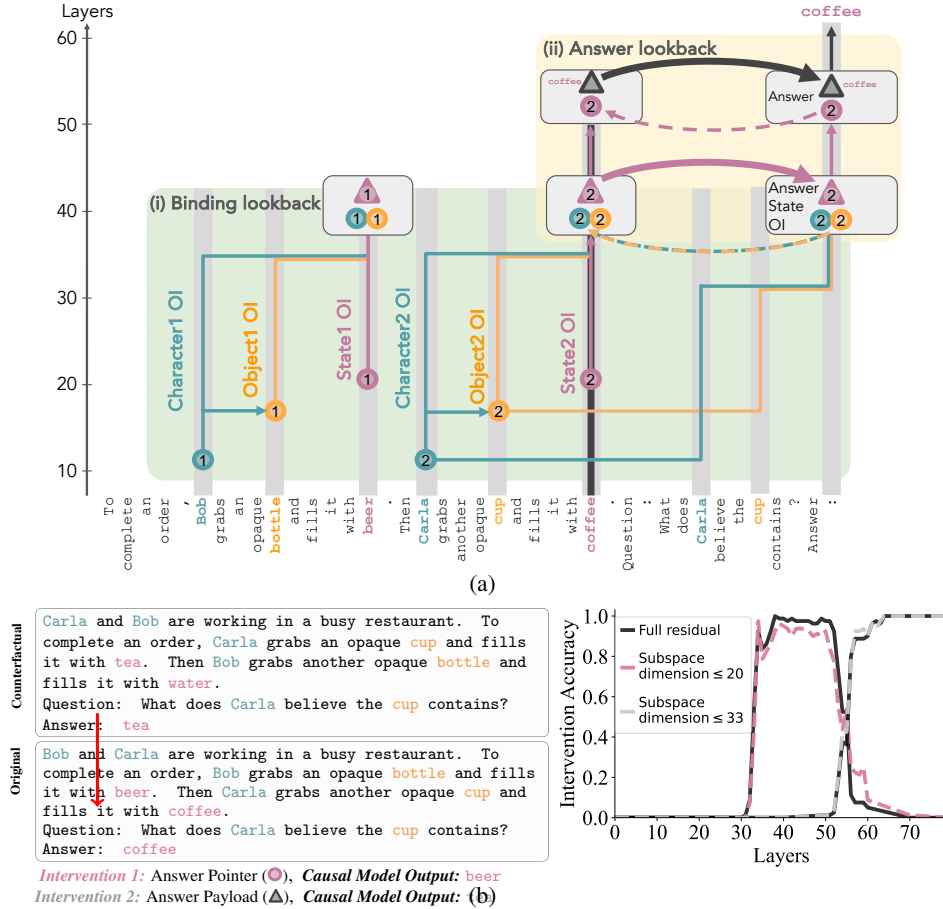 Layers
coffee
60
50
40
30
20
10
(ii) Answer lookback
coffee
2
Answer
coffee
2
(i) Binding lookback
1
1 1
2
2 2
Answer
State
OI
2
2 2
Character1 OI
Object1 OI
State1 OI
Character2 OI
Object2 OI
State2 OI
1
1
1
2
2
2
To complete an order , Bob grabs an opaque bottle and fills it with beer . Then Carla grabs another opaque cup and fills it with coffee . Question : What does Carla believe the cup contains ? Answer :
(a)
Counterfactual
Carla and Bob are working in a busy restaurant. To
complete an order, Carla grabs an opaque cup and fills
it with tea. Then Bob grabs another opaque bottle and
fills it with water.
Question: What does Carla believe the cup contains?
Answer: tea
Original
Bob and Carla are working in a busy restaurant. To
complete an order, Bob grabs an opaque bottle and fills
it with beer. Then Carla grabs another opaque cup and
fills it with coffee.
Question: What does Carla believe the cup contains?
Answer: coffee
Intervention 1: Answer Pointer (), Causal Model Output: beer
Intervention 2: Answer Payload (), Causal Model Output:
(b)
Intervention Accuracy
1.0
0.8
0.6
0.4
0.2
0.0
Full residual
Subspace
dimension ≤ 20
Subspace
dimension ≤ 33
0 10 20 30 40 50 60 70
Layers